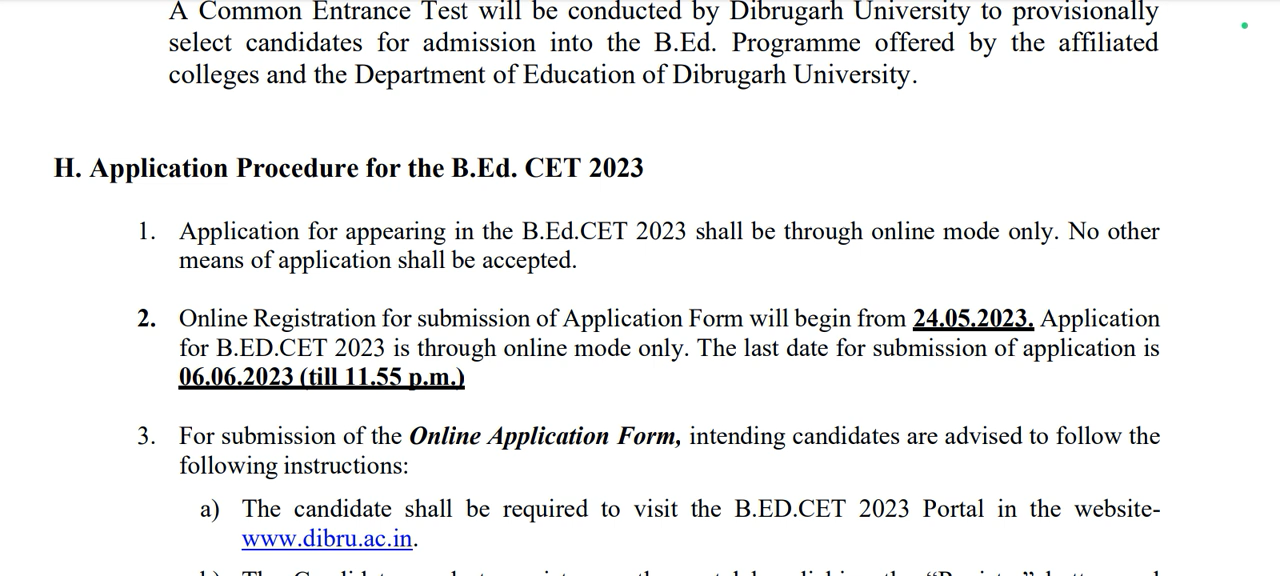 A Common Entrance Test will be conducted by Dibrugarh University to provisionally
select candidates for admission into the B.Ed. Programme offered by the affiliated
colleges and the Department of Education of Dibrugarh University.
H. Application Procedure for the B.Ed. CET 2023
1. Application for appearing in the B.Ed.CET 2023 shall be through online mode only. No other
means of application shall be accepted.
2. Online Registration for submission of Application Form will begin from 24.05.2023. Application
for B.ED.CET 2023 is through online mode only. The last date for submission of application is
06.06.2023 (till 11.55 p.m.)
3. For submission of the Online Application Form, intending candidates are advised to follow the
following instructions:
a) The candidate shall be required to visit the B.ED.CET 2023 Portal in the website-
www.dibru.ac.in.